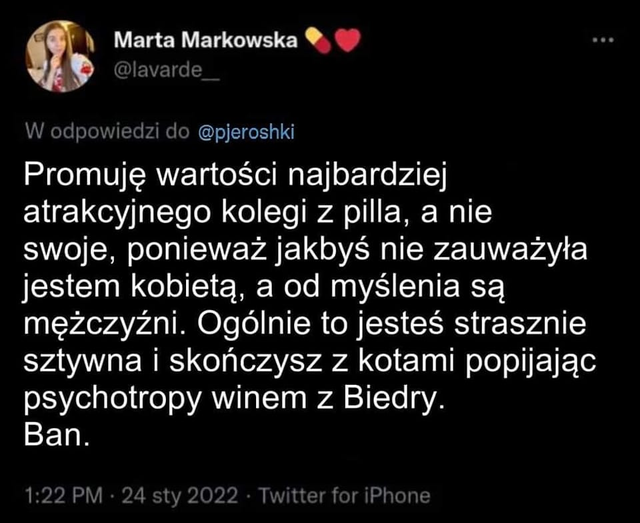 Marta Markowska
@lavarde__
W odpowiedzi do @pjeroshki
Promuję wartości najbardziej
atrakcyjnego kolegi z pilla, a nie
swoje, ponieważ jakbyś nie zauważyła
jestem kobietą, a od myślenia są
mężczyźni. Ogólnie to jesteś strasznie
sztywna i skończysz z kotami popijając
psychotropy winem z Biedry.
Ban.
1:22 PM · 24 sty 2022 · Twitter for iPhone